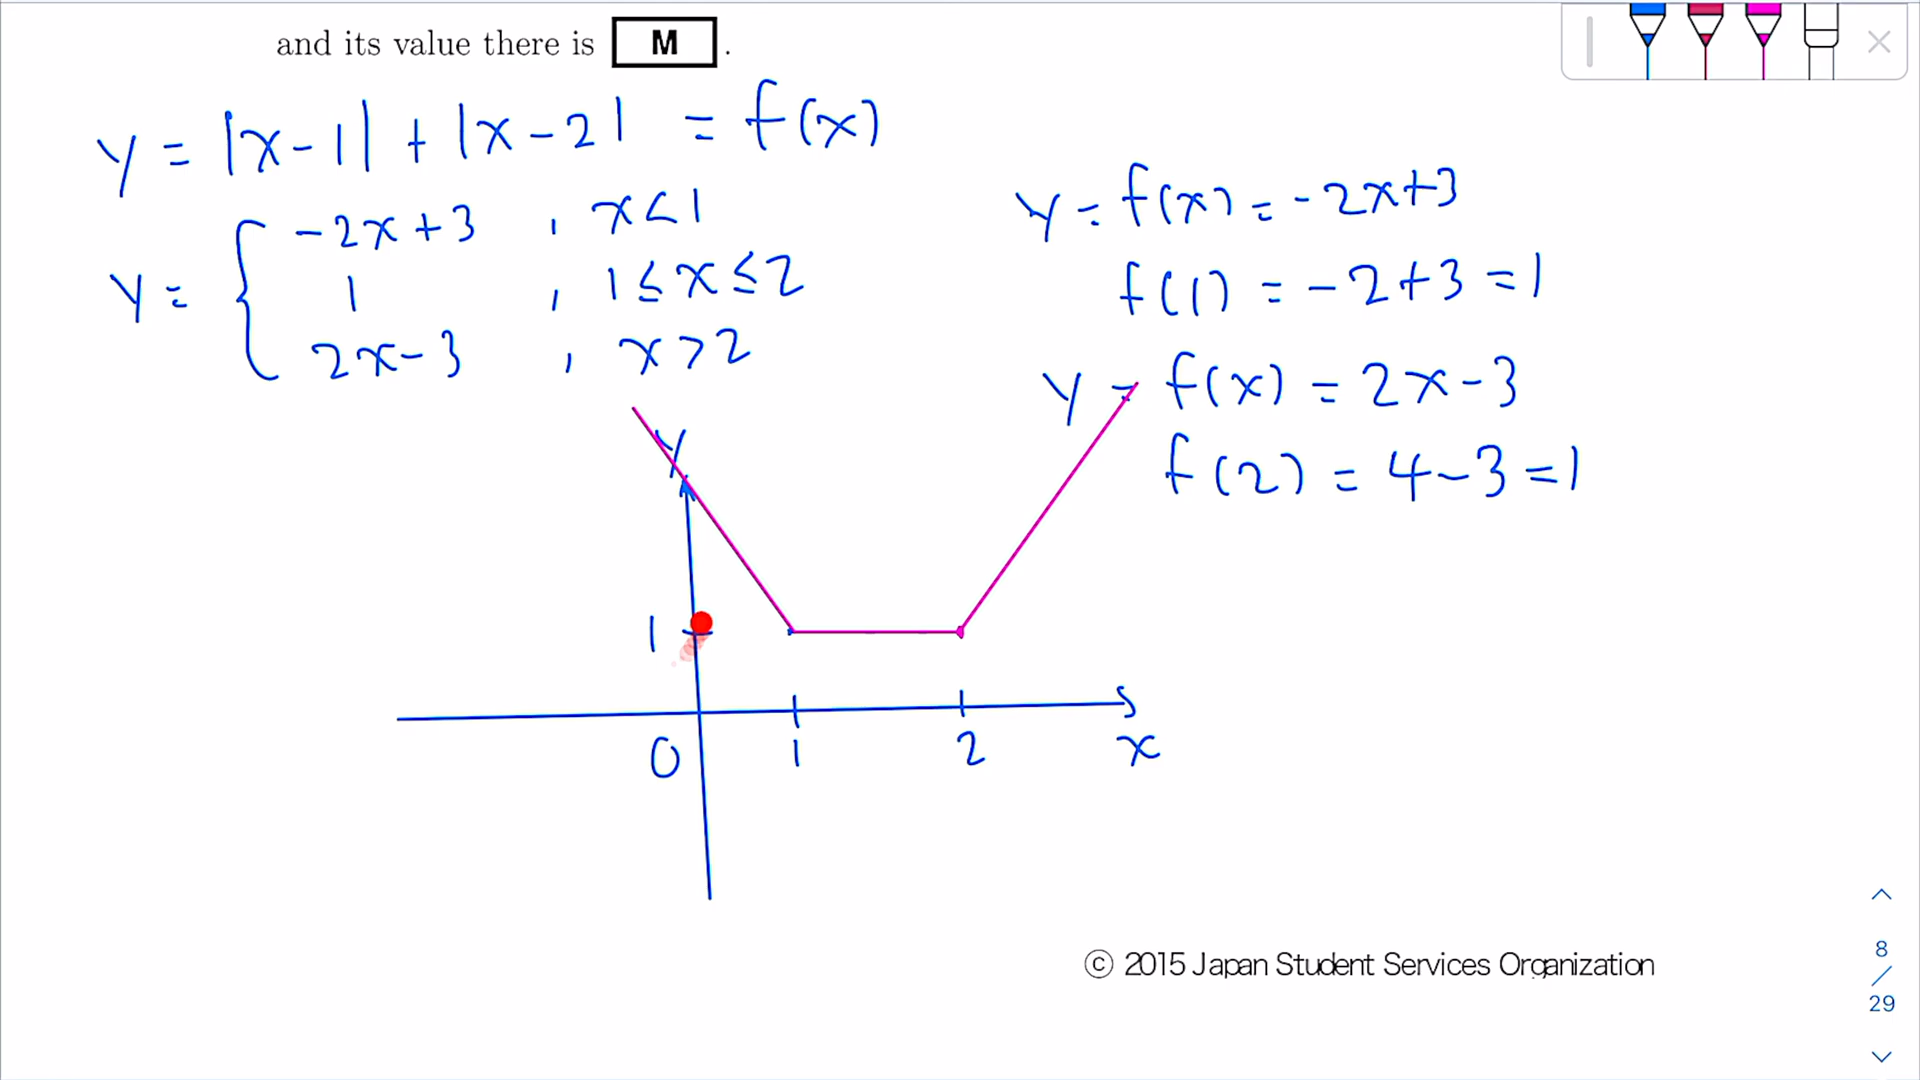 and its value there is M .
y = |x-1| + |x-2| = f(x)
y = { -2x+3 , x<1
1 , 1≤x≤2
2x-3 , x>2
y = f(x) = -2x+3
f(1) = -2+3 = 1
y = f(x) = 2x-3
f(2) = 4-3 = 1
y
1
0 1 2 x
© 2015 Japan Student Services Organization
8
/
29